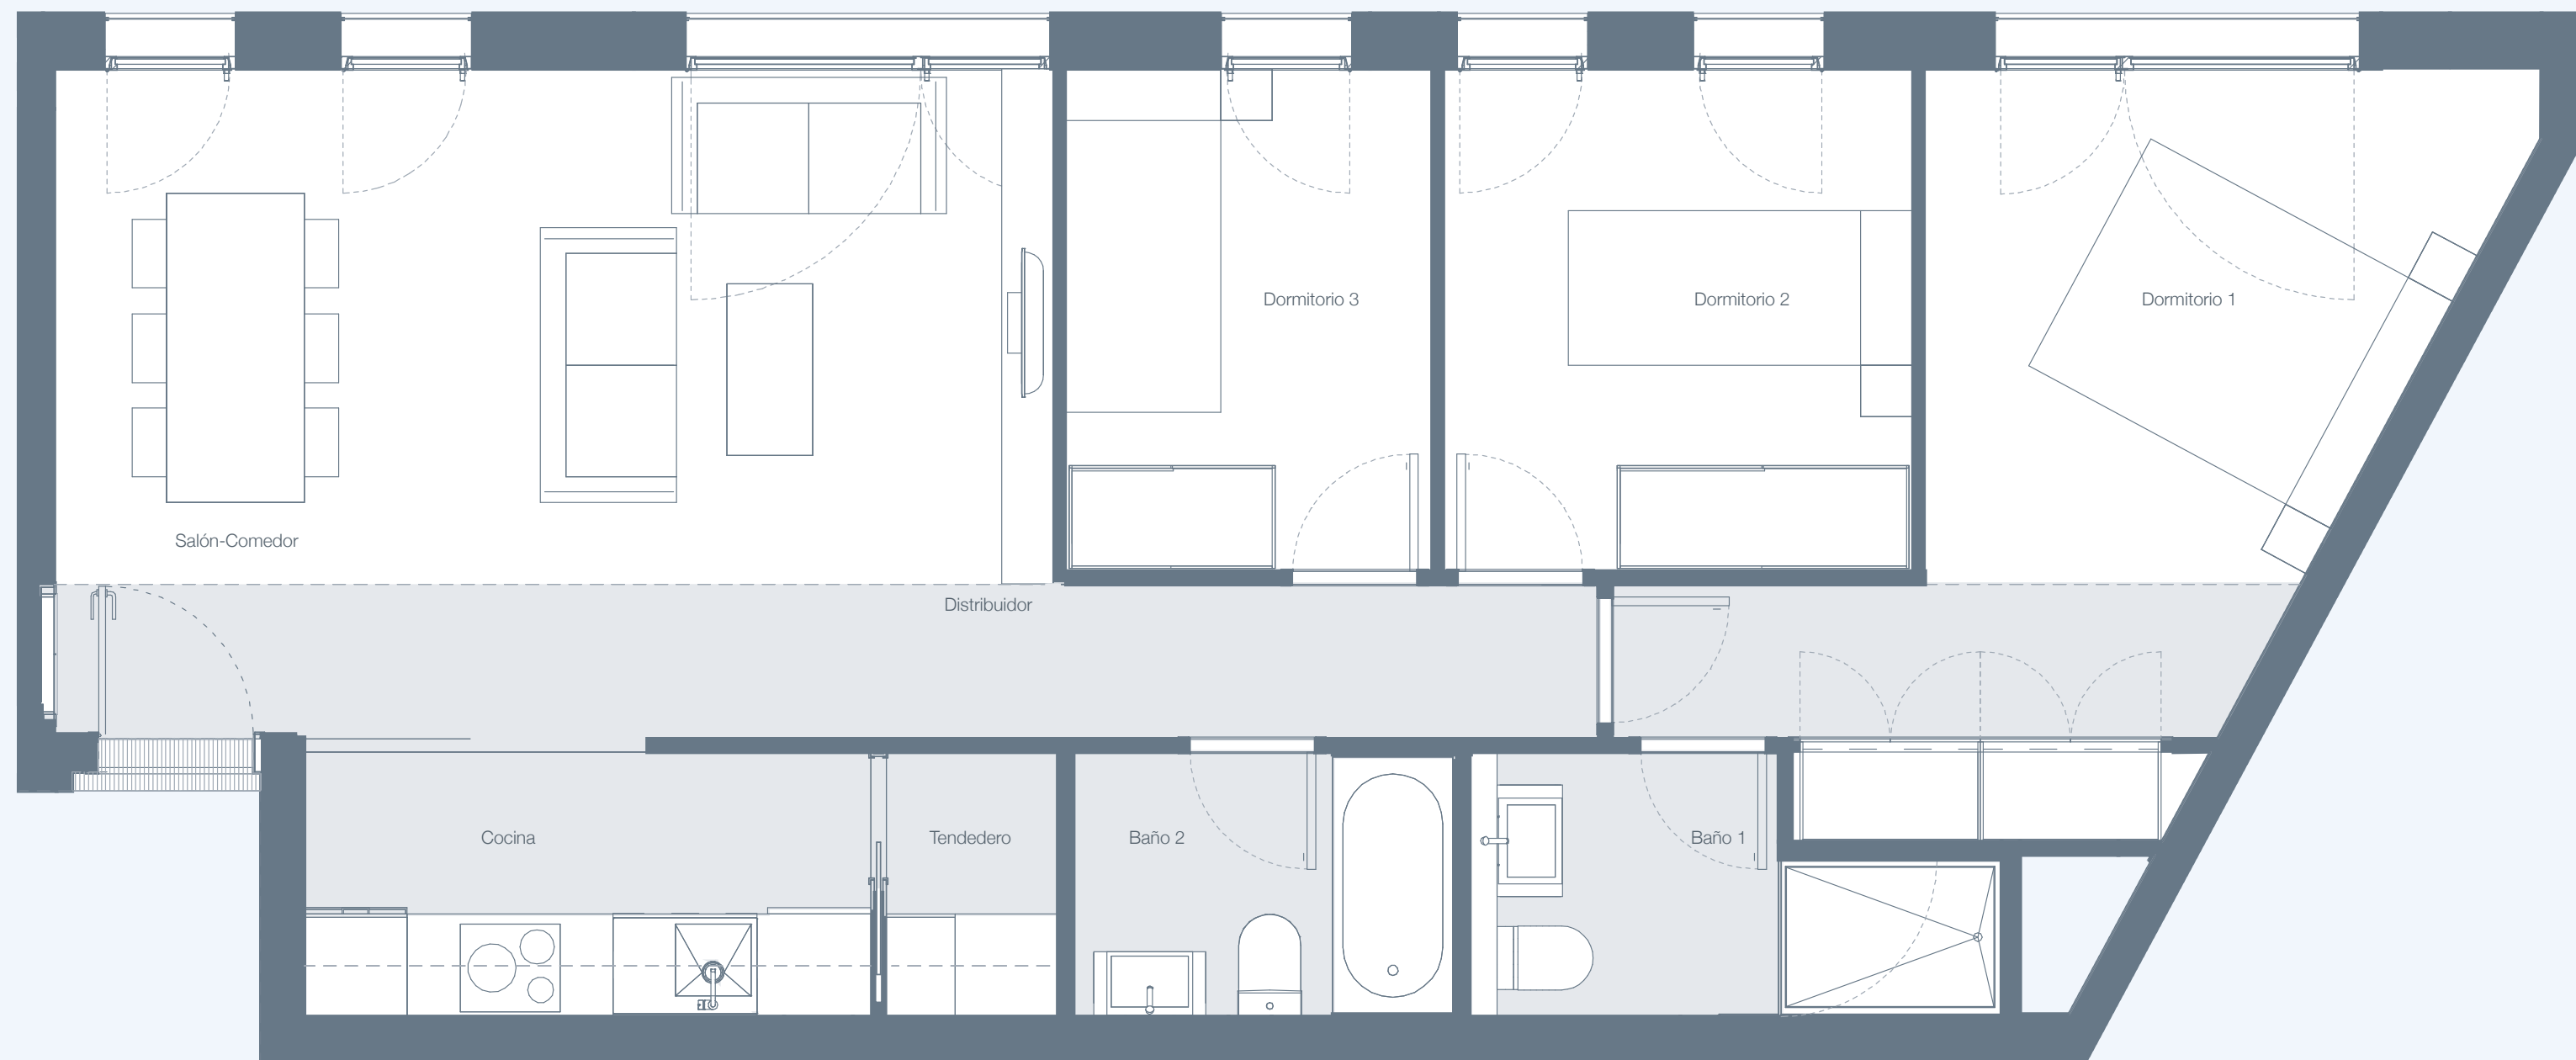 Dormitorio 3
Dormitorio 2
Dormitorio 1
Salón-Comedor
Distribuidor
Cocina
Tendedero
Baño 2
Baño 1